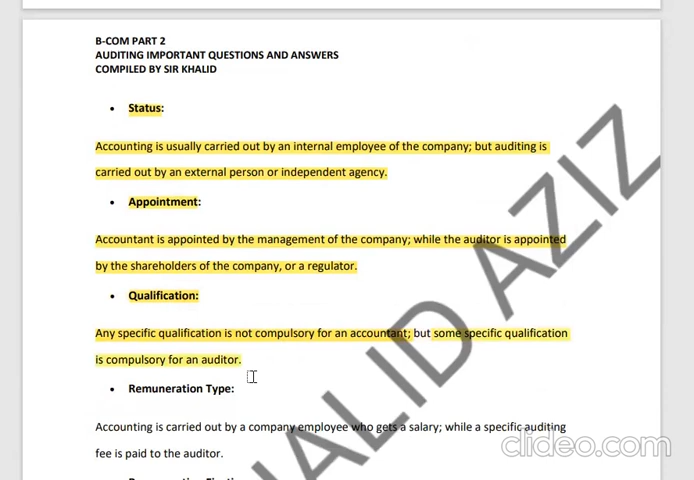 B-COM PART 2
AUDITING IMPORTANT QUESTIONS AND ANSWERS
COMPILED BY SIR KHALID
• Status:
Accounting is usually carried out by an internal employee of the company; but auditing is
carried out by an external person or independent agency.
• Appointment:
Accountant is appointed by the management of the company; while the auditor is appointed
by the shareholders of the company, or a regulator.
• Qualification:
Any specific qualification is not compulsory for an accountant; but some specific qualification
is compulsory for an auditor.
• Remuneration Type:
Accounting is carried out by a company employee who gets a salary; while a specific auditing
fee is paid to the auditor.
HALID AZIZ
clideo.com